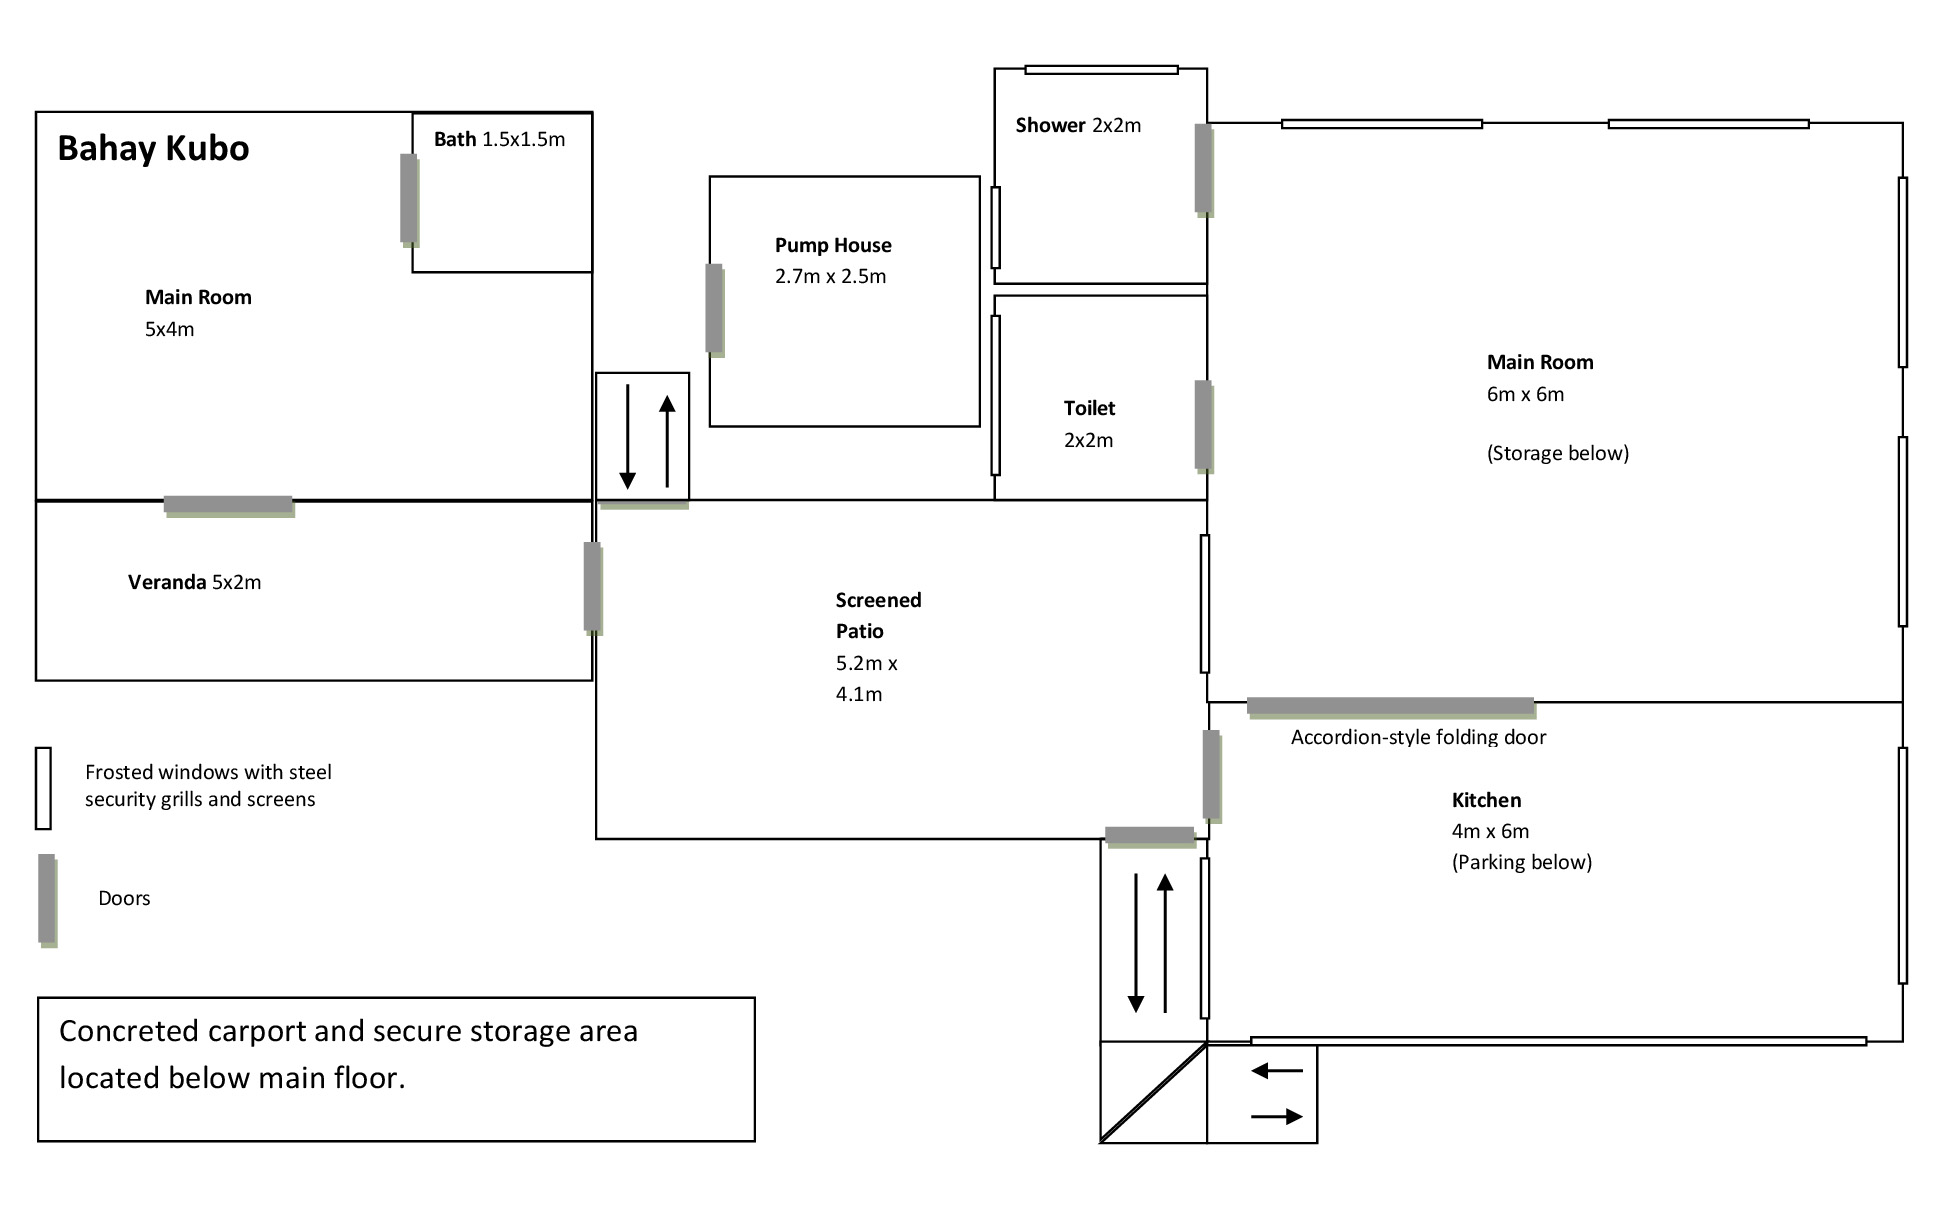 Bahay Kubo
Bath 1.5x1.5m
Main Room
5x4m
Veranda 5x2m
Pump House
2.7m x 2.5m
Shower 2x2m
Toilet
2x2m
Main Room
6m x 6m
(Storage below)
Screened
Patio
5.2m x
4.1m
Accordion-style folding door
Kitchen
4m x 6m
(Parking below)
Frosted windows with steel
security grills and screens
Doors
Concreted carport and secure storage area
located below main floor.